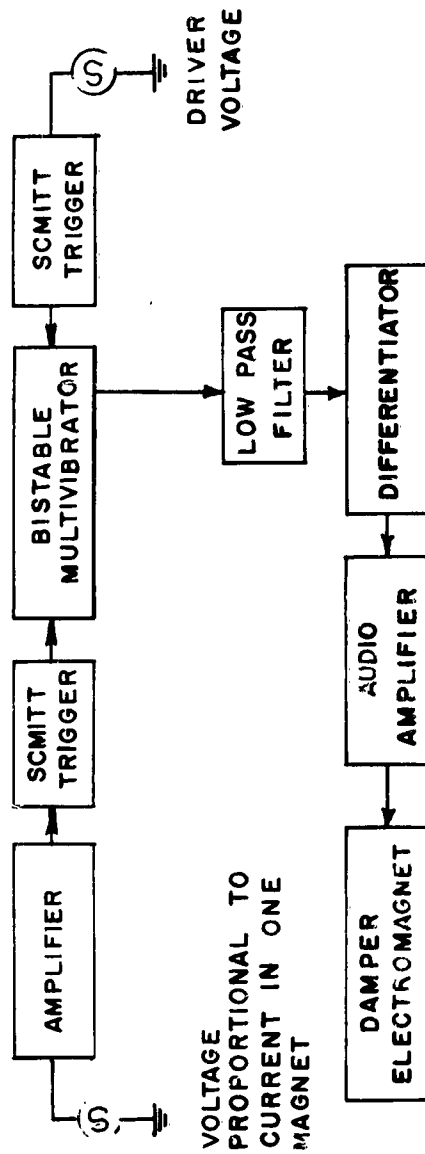 S
AMPLIFIER
SCMITT
TRIGGER
BISTABLE
MULTIVIBRATOR
SCMITT
TRIGGER
S
DRIVER
VOLTAGE
VOLTAGE
PROPORTIONAL TO
CURRENT IN ONE
MAGNET
LOW PASS
FILTER
DAMPER
ELECTROMAGNET
AUDIO
AMPLIFIER
DIFFERENTIATOR